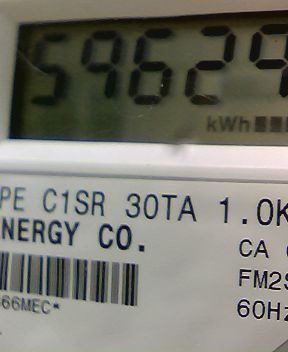 59629
kWh
PE C1SR 30TA 1.0K
NERGY CO.
CA
FM2S
66MEC*
60Hz